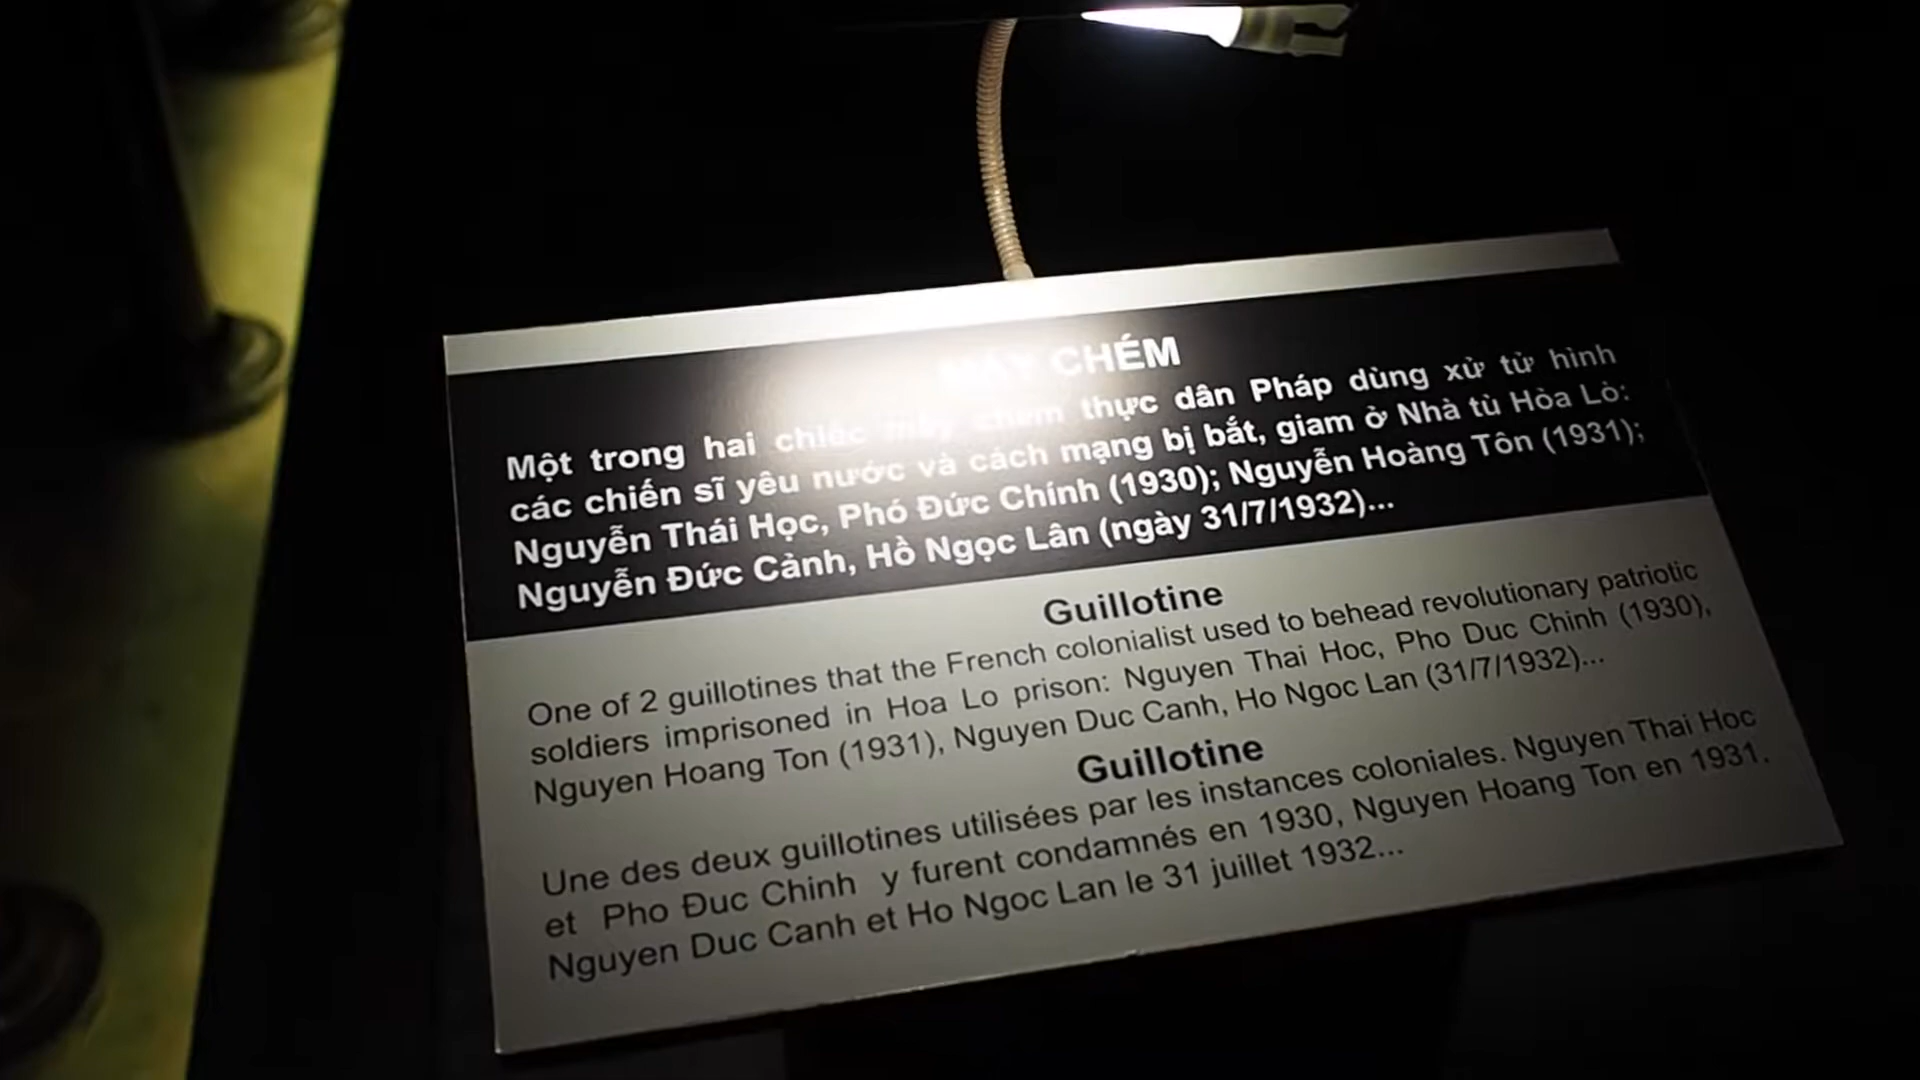 MÁY CHÉM
Một trong hai chiếc máy chém thực dân Pháp dùng xử tử hình
các chiến sĩ yêu nước và cách mạng bị bắt, giam ở Nhà tù Hỏa Lò:
Nguyễn Thái Học, Phó Đức Chính (1930); Nguyễn Hoàng Tôn (1931);
Nguyễn Đức Cảnh, Hồ Ngọc Lân (ngày 31/7/1932)...
Guillotine
One of 2 guillotines that the French colonialist used to behead revolutionary patriotic
soldiers imprisoned in Hoa Lo prison: Nguyen Thai Hoc, Pho Duc Chinh (1930),
Nguyen Hoang Ton (1931), Nguyen Duc Canh, Ho Ngoc Lan (31/7/1932)...
Guillotine
Une des deux guillotines utilisées par les instances coloniales. Nguyen Thai Hoc
et Pho Đuc Chinh y furent condamnés en 1930, Nguyen Hoang Ton en 1931.
Nguyen Duc Canh et Ho Ngoc Lan le 31 juillet 1932...